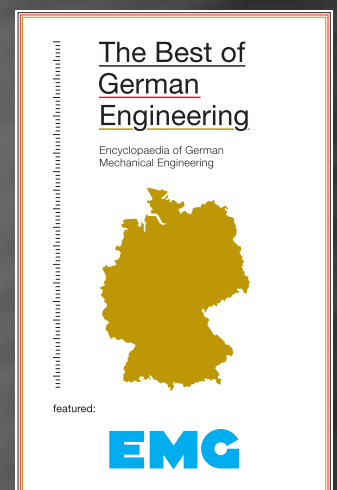 The Best of
German
Engineering
Encyclopaedia of German
Mechanical Engineering
featured:
EMG